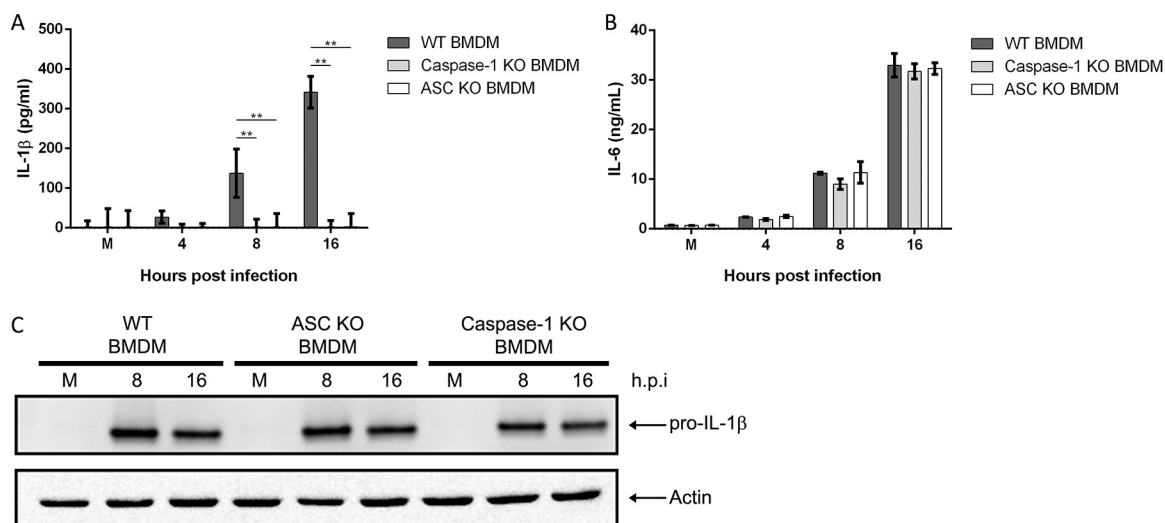 A
IL-1β (pg/ml)
500
400
300
200
100
0
** **
** **
M 4 8 16
Hours post infection
WT BMDM
Caspase-1 KO BMDM
ASC KO BMDM
B
IL-6 (ng/mL)
40
30
20
10
0
M 4 8 16
Hours post infection
WT BMDM
Caspase-1 KO BMDM
ASC KO BMDM
C
WT
BMDM
ASC KO
BMDM
Caspase-1 KO
BMDM
M 8 16 M 8 16 M 8 16 h.p.i
pro-IL-1β
Actin